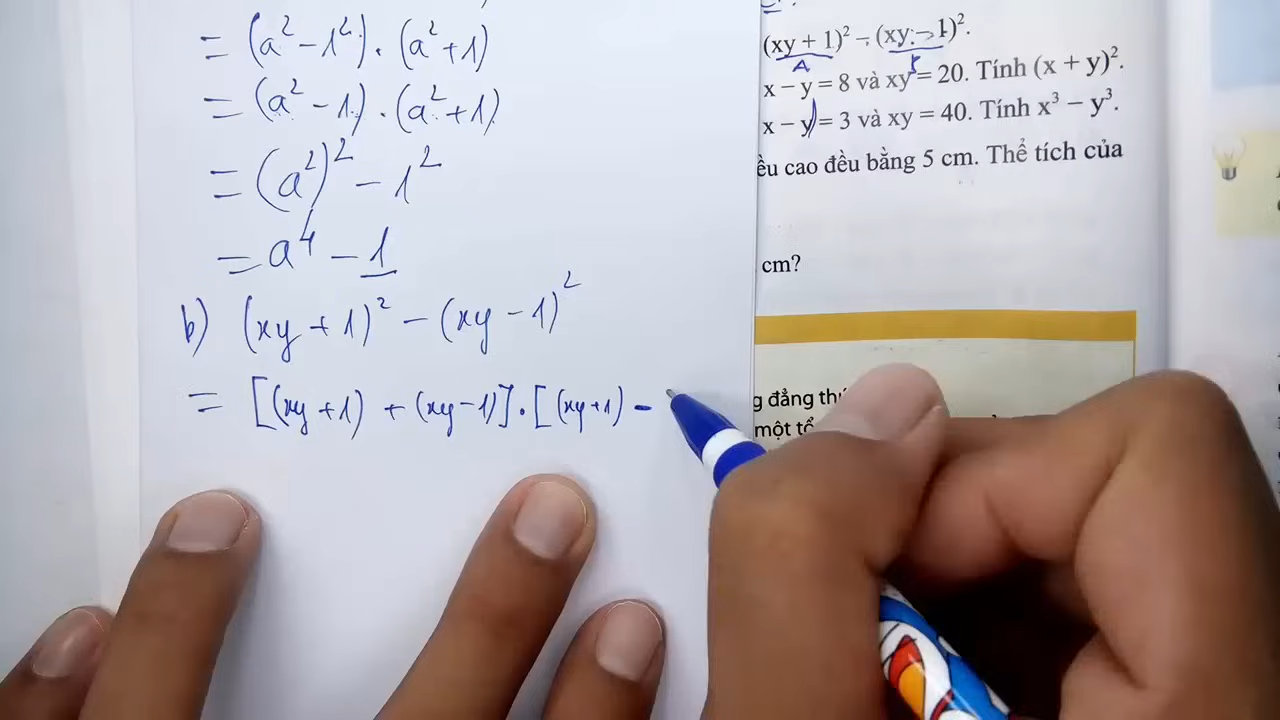 = (a² − 1²) . (a² + 1)
= (a² − 1) . (a² + 1)
= (a²)² − 1²
= a⁴ − 1
b) (xy + 1)² − (xy − 1)²
= [(xy + 1) + (xy − 1)] . [(xy + 1) −
(xy + 1)² − (xy − 1)².
A
x − y = 8 và xy = 20. Tính (x + y)².
x − y = 3 và xy = 40. Tính x³ − y³.
ều cao đều bằng 5 cm. Thể tích của
cm?
g đẳng
một